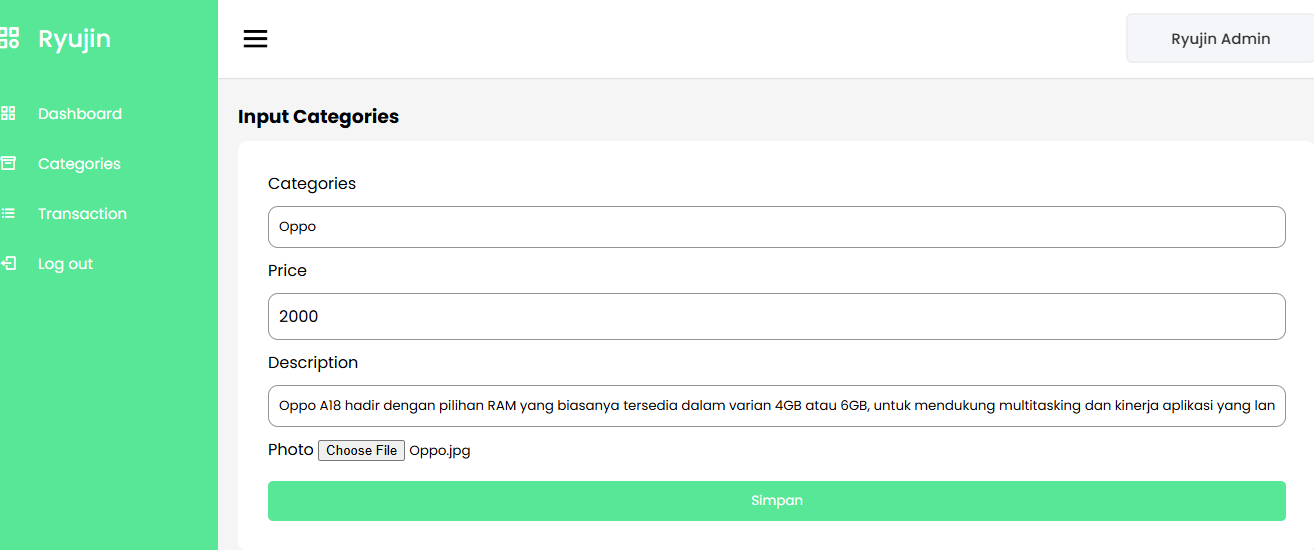 Ryujin
Dashboard
Categories
Transaction
Log out
Ryujin Admin
Input Categories
Categories
Oppo
Price
2000
Description
Oppo A18 hadir dengan pilihan RAM yang biasanya tersedia dalam varian 4GB atau 6GB, untuk mendukung multitasking dan kinerja aplikasi yang lan
Photo Choose File Oppo.jpg
Simpan